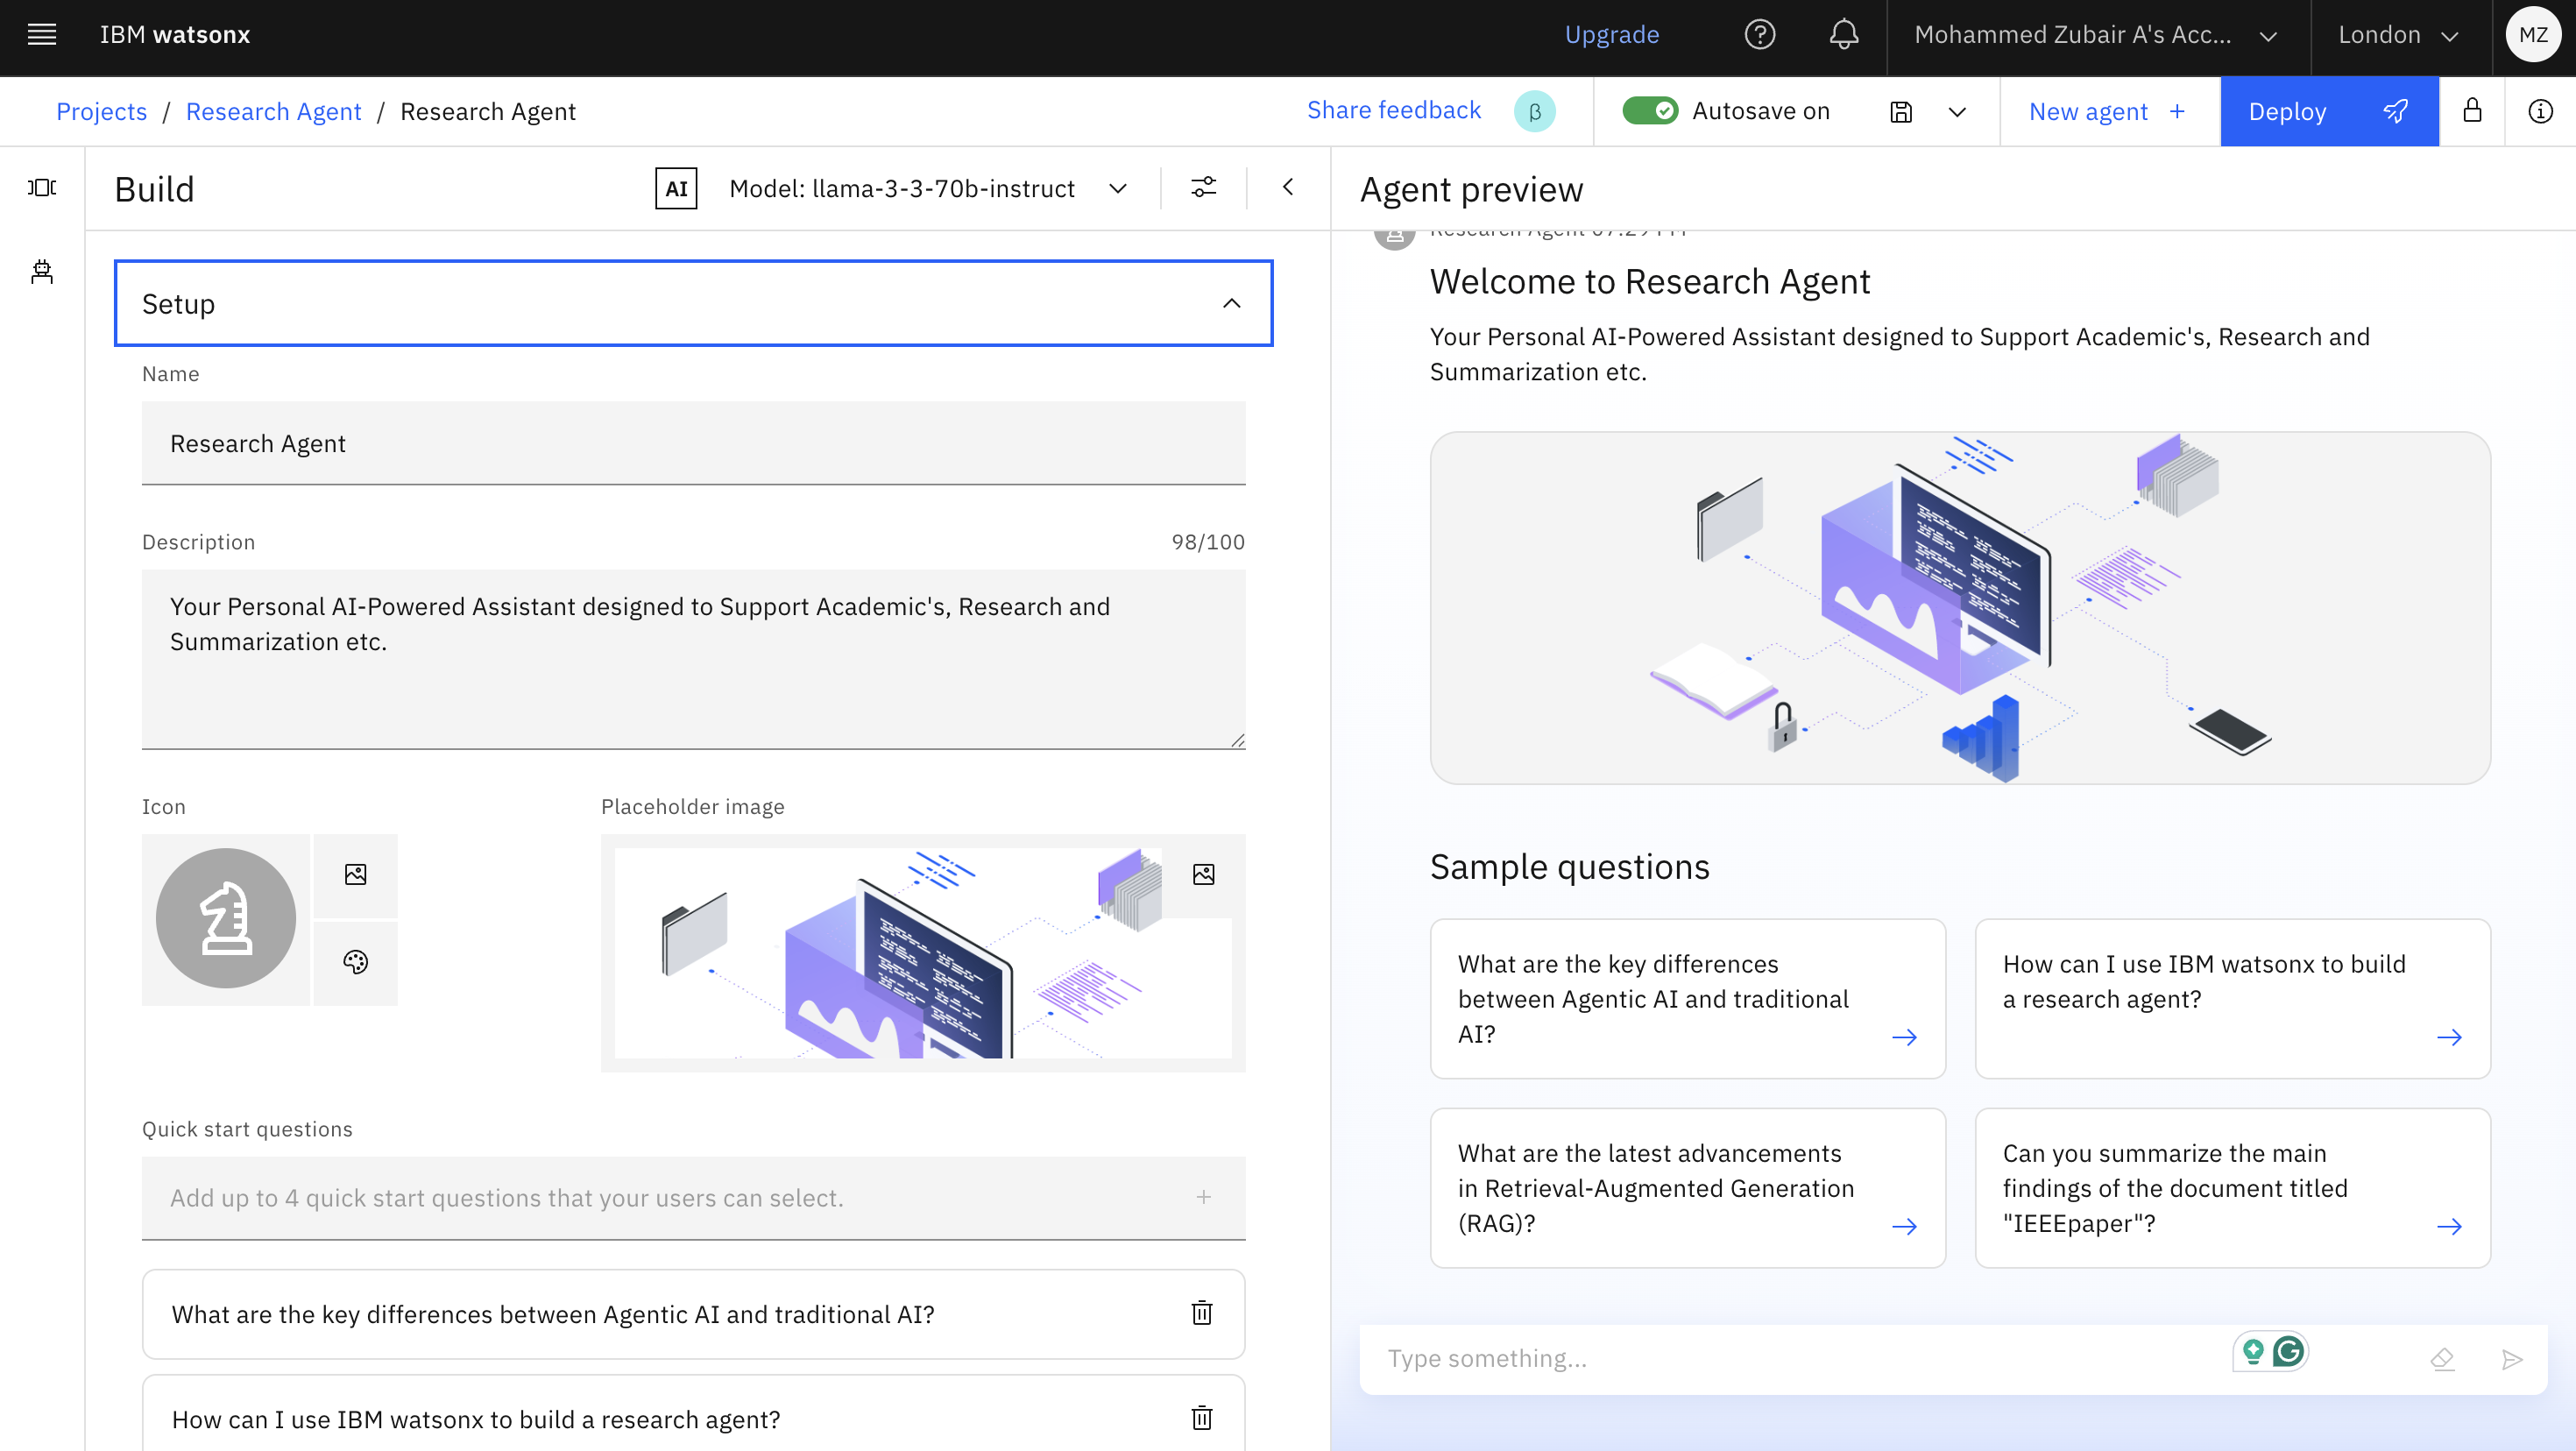 IBM watsonx
Upgrade
Mohammed Zubair A's Acc...
London
MZ
Projects / Research Agent / Research Agent
Share feedback
β
Autosave on
New agent +
Deploy
Build
AI
Model: llama-3-3-70b-instruct
Setup
Name
Research Agent
Description
98/100
Your Personal AI-Powered Assistant designed to Support Academic's, Research and
Summarization etc.
Icon
Placeholder image
Quick start questions
Add up to 4 quick start questions that your users can select.
What are the key differences between Agentic AI and traditional AI?
How can I use IBM watsonx to build a research agent?
Agent preview
Research Agent 07:29 PM
Welcome to Research Agent
Your Personal AI-Powered Assistant designed to Support Academic's, Research and
Summarization etc.
Sample questions
What are the key differences
between Agentic AI and traditional
AI?
How can I use IBM watsonx to build
a research agent?
What are the latest advancements
in Retrieval-Augmented Generation
(RAG)?
Can you summarize the main
findings of the document titled
"IEEEpaper"?
Type something...